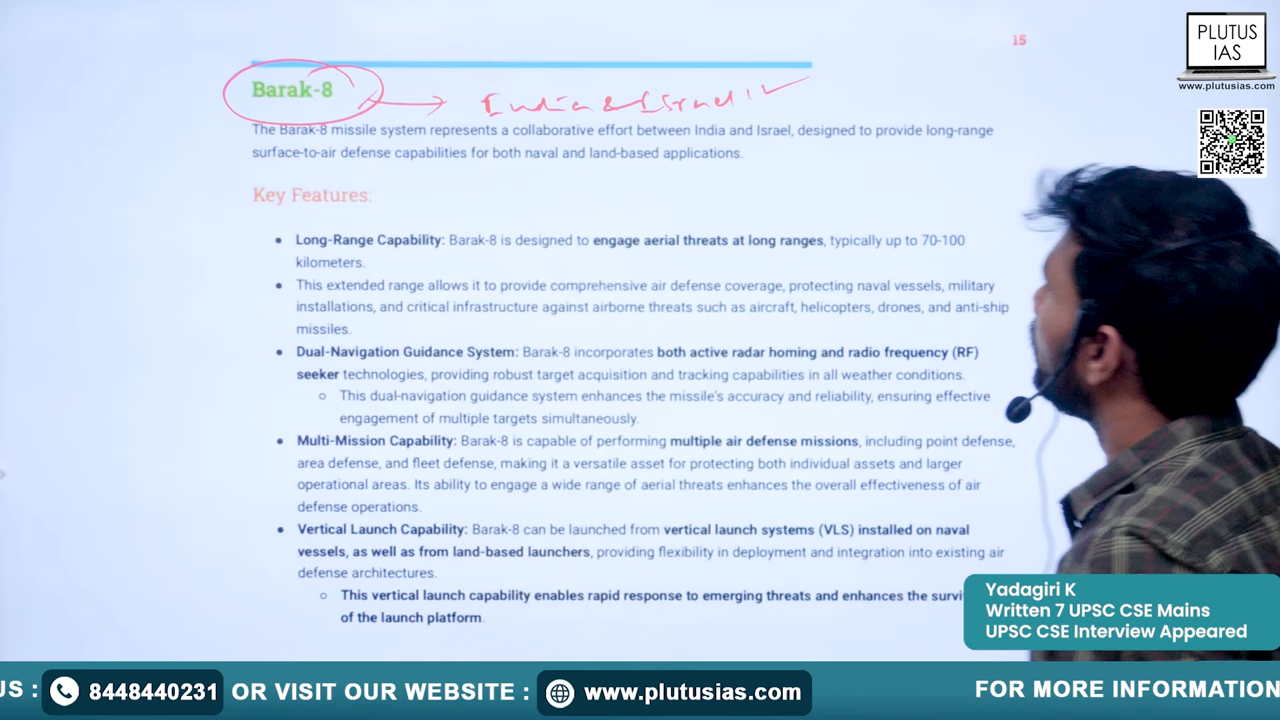 15
PLUTUS
IAS
www.plutusias.com
Barak-8
India & Israel
The Barak-8 missile system represents a collaborative effort between India and Israel, designed to provide long-range
surface-to-air defense capabilities for both naval and land-based applications.
Key Features:
• Long-Range Capability: Barak-8 is designed to engage aerial threats at long ranges, typically up to 70-100
kilometers.
• This extended range allows it to provide comprehensive air defense coverage, protecting naval vessels, military
installations, and critical infrastructure against airborne threats such as aircraft, helicopters, drones, and anti-ship
missiles.
• Dual-Navigation Guidance System: Barak-8 incorporates both active radar homing and radio frequency (RF)
seeker technologies, providing robust target acquisition and tracking capabilities in all weather conditions.
○ This dual-navigation guidance system enhances the missile's accuracy and reliability, ensuring effective
engagement of multiple targets simultaneously.
• Multi-Mission Capability: Barak-8 is capable of performing multiple air defense missions, including point defense,
area defense, and fleet defense, making it a versatile asset for protecting both individual assets and larger
operational areas. Its ability to engage a wide range of aerial threats enhances the overall effectiveness of air
defense operations.
• Vertical Launch Capability: Barak-8 can be launched from vertical launch systems (VLS) installed on naval
vessels, as well as from land-based launchers, providing flexibility in deployment and integration into existing air
defense architectures.
○ This vertical launch capability enables rapid response to emerging threats and enhances the survi
of the launch platform.
Yadagiri K
Written 7 UPSC CSE Mains
UPSC CSE Interview Appeared
US : 8448440231 OR VISIT OUR WEBSITE : www.plutusias.com FOR MORE INFORMATION